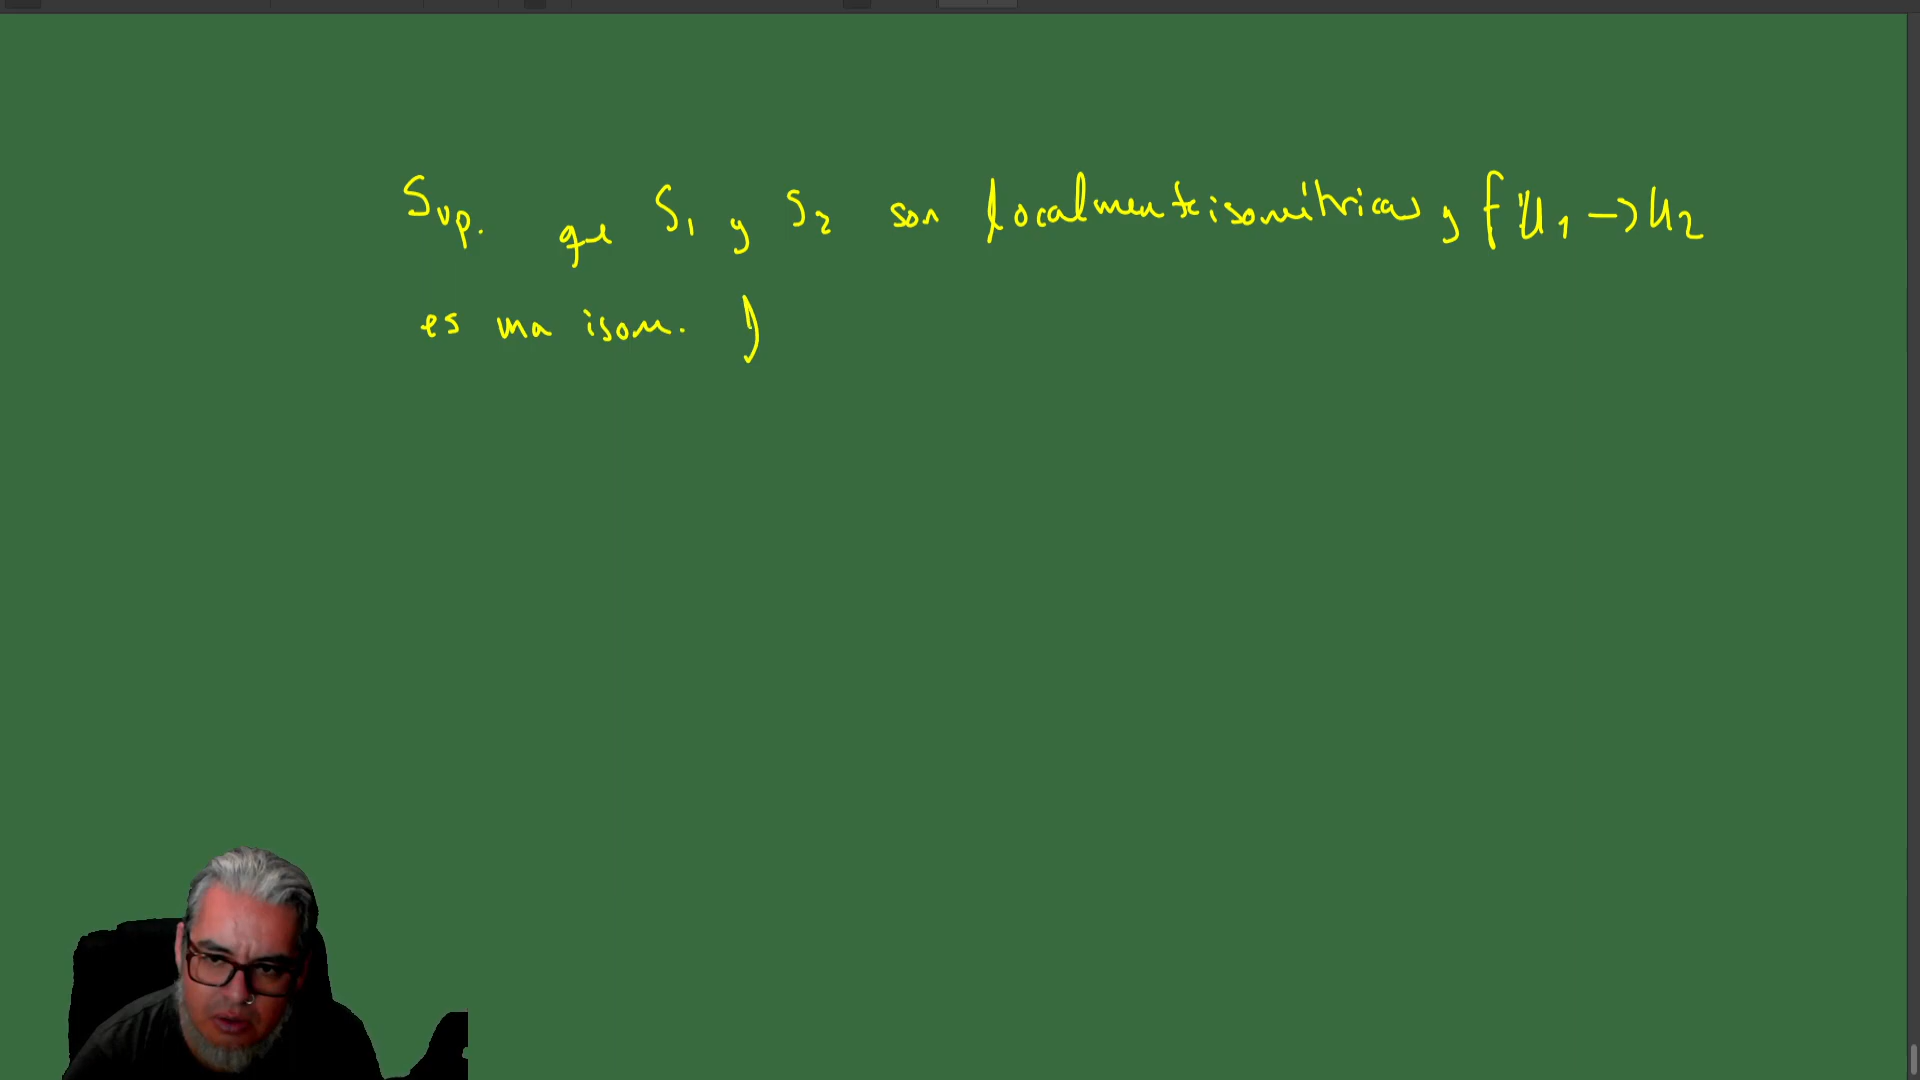 Sup. que S1 y S2 son localmente isométricas y f: U1 → U2
es una isom.